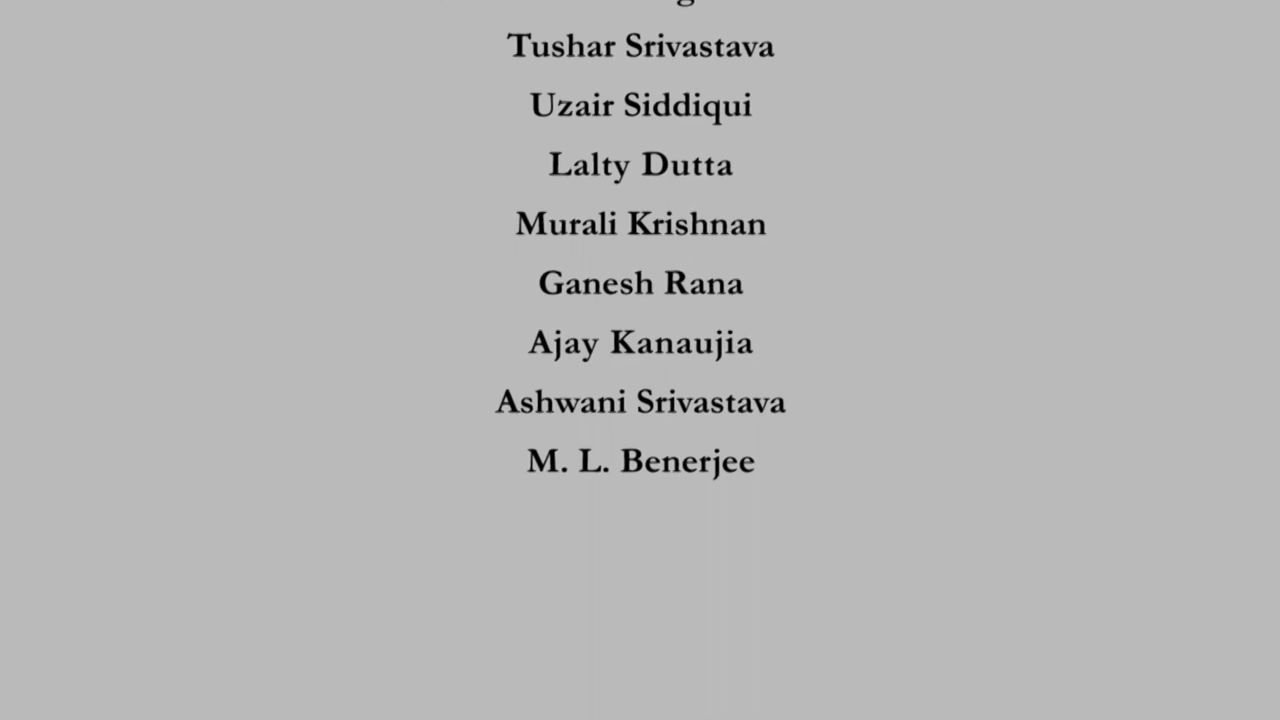 Tushar Srivastava
Uzair Siddiqui
Lalty Dutta
Murali Krishnan
Ganesh Rana
Ajay Kanaujia
Ashwani Srivastava
M. L. Benerjee